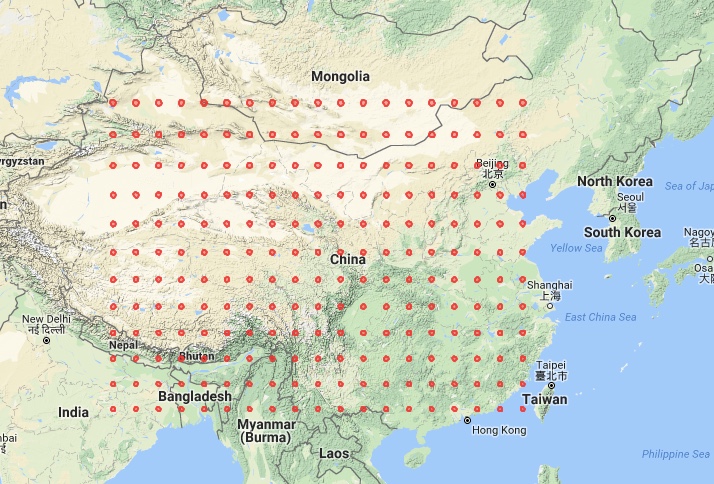 Mongolia
rgyzstan
Beijing
北京
North Korea
Sea of Jap
Seoul
서울
South Korea
Nagoy
名古
Yellow Sea
Osa
大阪
China
Shanghai
上海
New Delhi
नई दिल्ली
East China Sea
Nepal
Bhutan
Taipei
臺北市
Bangladesh
Taiwan
India
Myanmar
(Burma)
Hong Kong
nbai
Laos
Philippine Sea